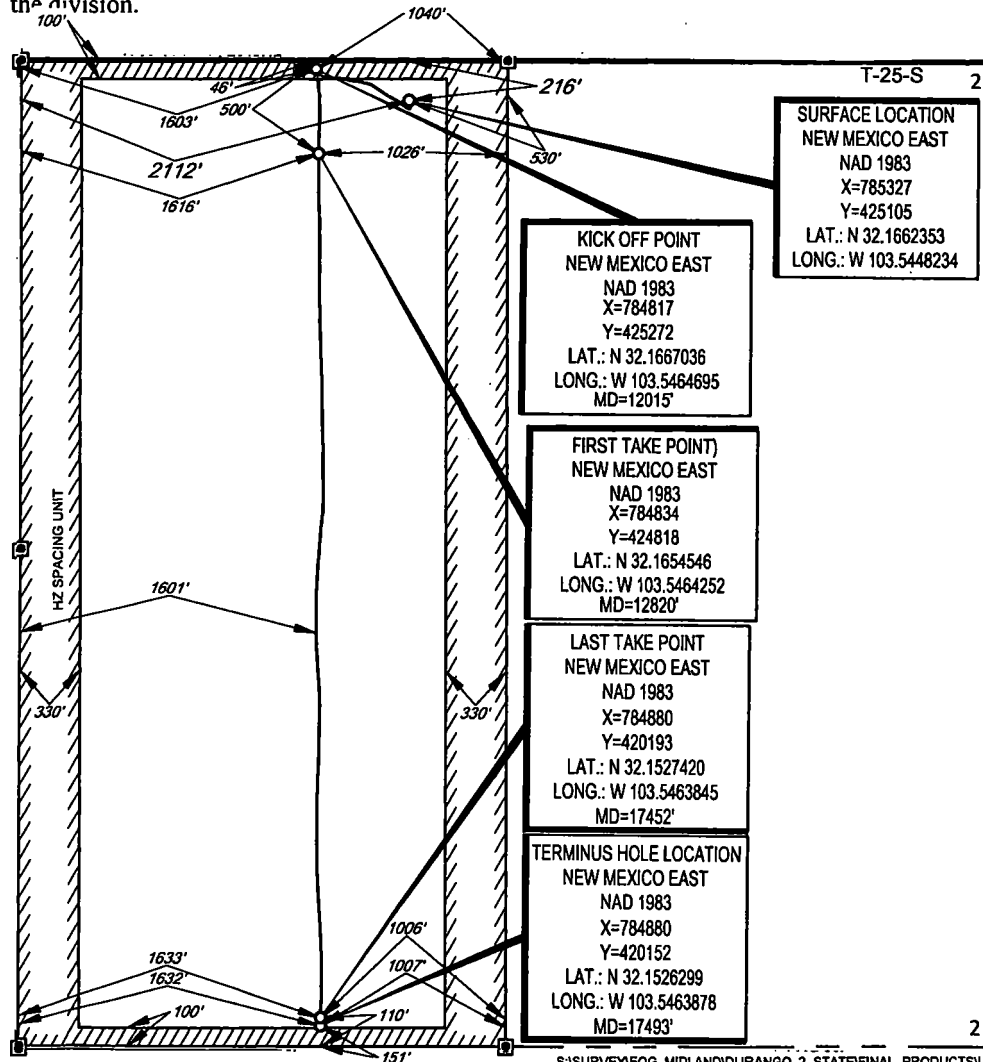 the division.
100'
1040'
T-25-S
2
46'
216'
500'
1603'
530'
1026'
2112'
1616'
SURFACE LOCATION
NEW MEXICO EAST
NAD 1983
X=785327
Y=425105
LAT.: N 32.1662353
LONG.: W 103.5448234
KICK OFF POINT
NEW MEXICO EAST
NAD 1983
X=784817
Y=425272
LAT.: N 32.1667036
LONG.: W 103.5464695
MD=12015'
FIRST TAKE POINT)
NEW MEXICO EAST
NAD 1983
X=784834
Y=424818
LAT.: N 32.1654546
LONG.: W 103.5464252
MD=12820'
HZ SPACING UNIT
1601'
330'
330'
LAST TAKE POINT
NEW MEXICO EAST
NAD 1983
X=784880
Y=420193
LAT.: N 32.1527420
LONG.: W 103.5463845
MD=17452'
TERMINUS HOLE LOCATION
NEW MEXICO EAST
NAD 1983
X=784880
Y=420152
LAT.: N 32.1526299
LONG.: W 103.5463878
MD=17493'
1006'
1633'
1007'
1632'
100'
110'
151'
2
S:\SURVEY\EOG_MIDLAND\DURANGO_2_STATE\FINAL_PRODUCTS\